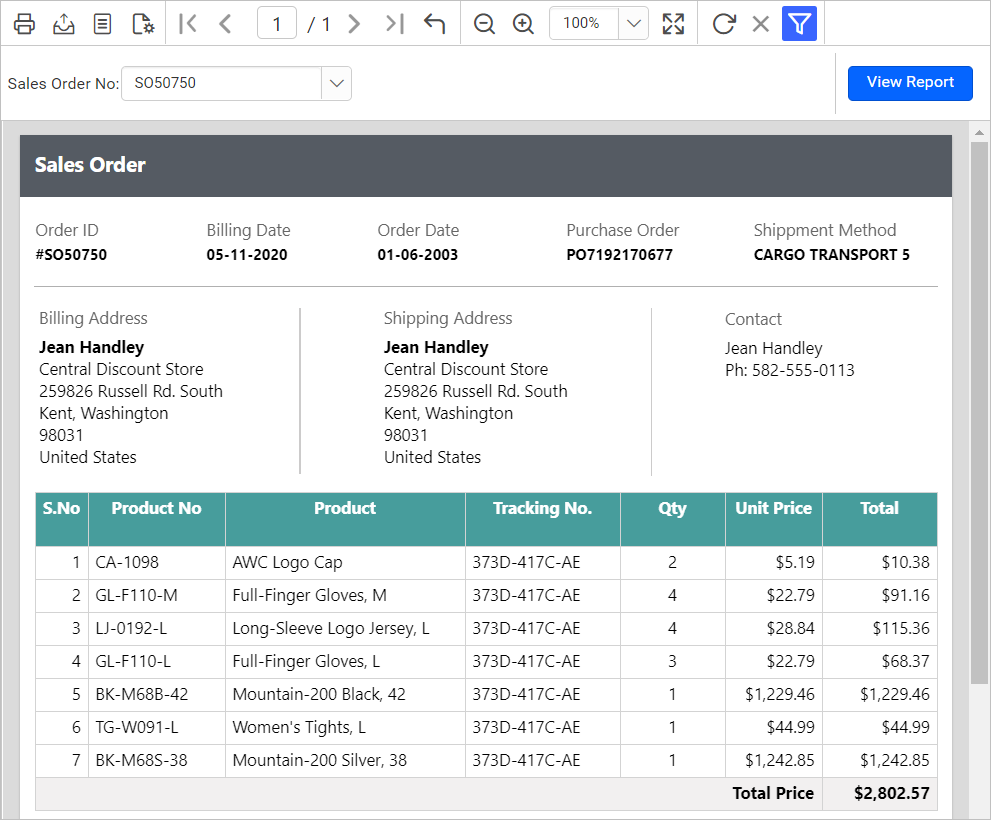 1 / 1 100%
Sales Order No: SO50750 View Report
Sales Order
Order ID Billing Date Order Date Purchase Order Shippment Method
#SO50750 05-11-2020 01-06-2003 PO7192170677 CARGO TRANSPORT 5
Billing Address
Jean Handley
Central Discount Store
259826 Russell Rd. South
Kent, Washington
98031
United States
Shipping Address
Jean Handley
Central Discount Store
259826 Russell Rd. South
Kent, Washington
98031
United States
Contact
Jean Handley
Ph: 582-555-0113
S.No Product No Product Tracking No. Qty Unit Price Total
1 CA-1098 AWC Logo Cap 373D-417C-AE 2 $5.19 $10.38
2 GL-F110-M Full-Finger Gloves, M 373D-417C-AE 4 $22.79 $91.16
3 LJ-0192-L Long-Sleeve Logo Jersey, L 373D-417C-AE 4 $28.84 $115.36
4 GL-F110-L Full-Finger Gloves, L 373D-417C-AE 3 $22.79 $68.37
5 BK-M68B-42 Mountain-200 Black, 42 373D-417C-AE 1 $1,229.46 $1,229.46
6 TG-W091-L Women's Tights, L 373D-417C-AE 1 $44.99 $44.99
7 BK-M68S-38 Mountain-200 Silver, 38 373D-417C-AE 1 $1,242.85 $1,242.85
Total Price $2,802.57